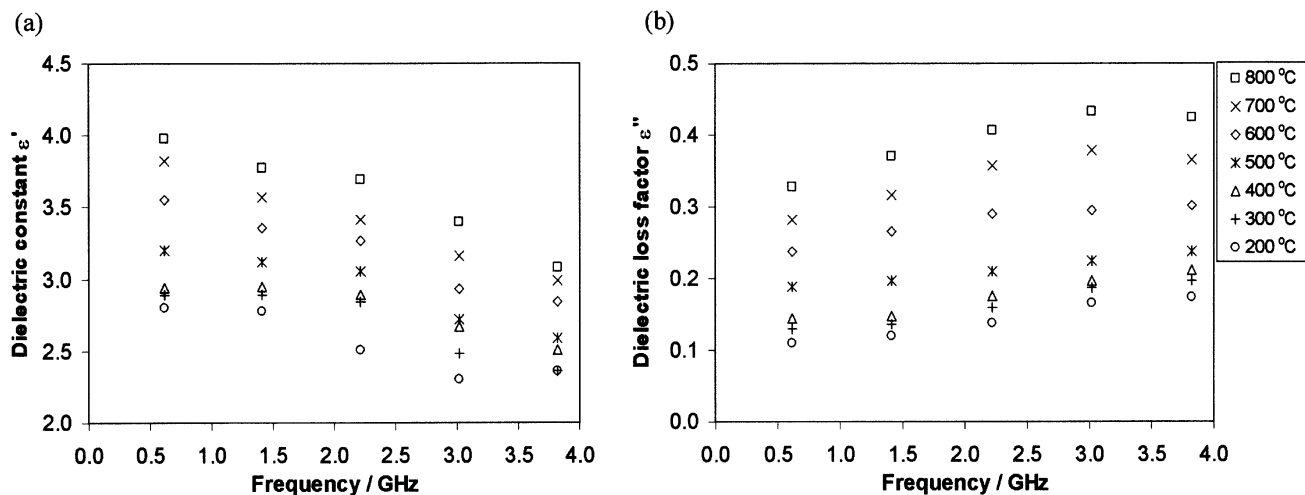 (a)
4.5
4.0
3.5
3.0
2.5
2.0
Dielectric constant ε'
0.0 0.5 1.0 1.5 2.0 2.5 3.0 3.5 4.0
Frequency / GHz
(b)
0.5
0.4
0.3
0.2
0.1
0.0
Dielectric loss factor ε"
0.0 0.5 1.0 1.5 2.0 2.5 3.0 3.5 4.0
Frequency / GHz
800 °C
700 °C
600 °C
500 °C
400 °C
300 °C
200 °C